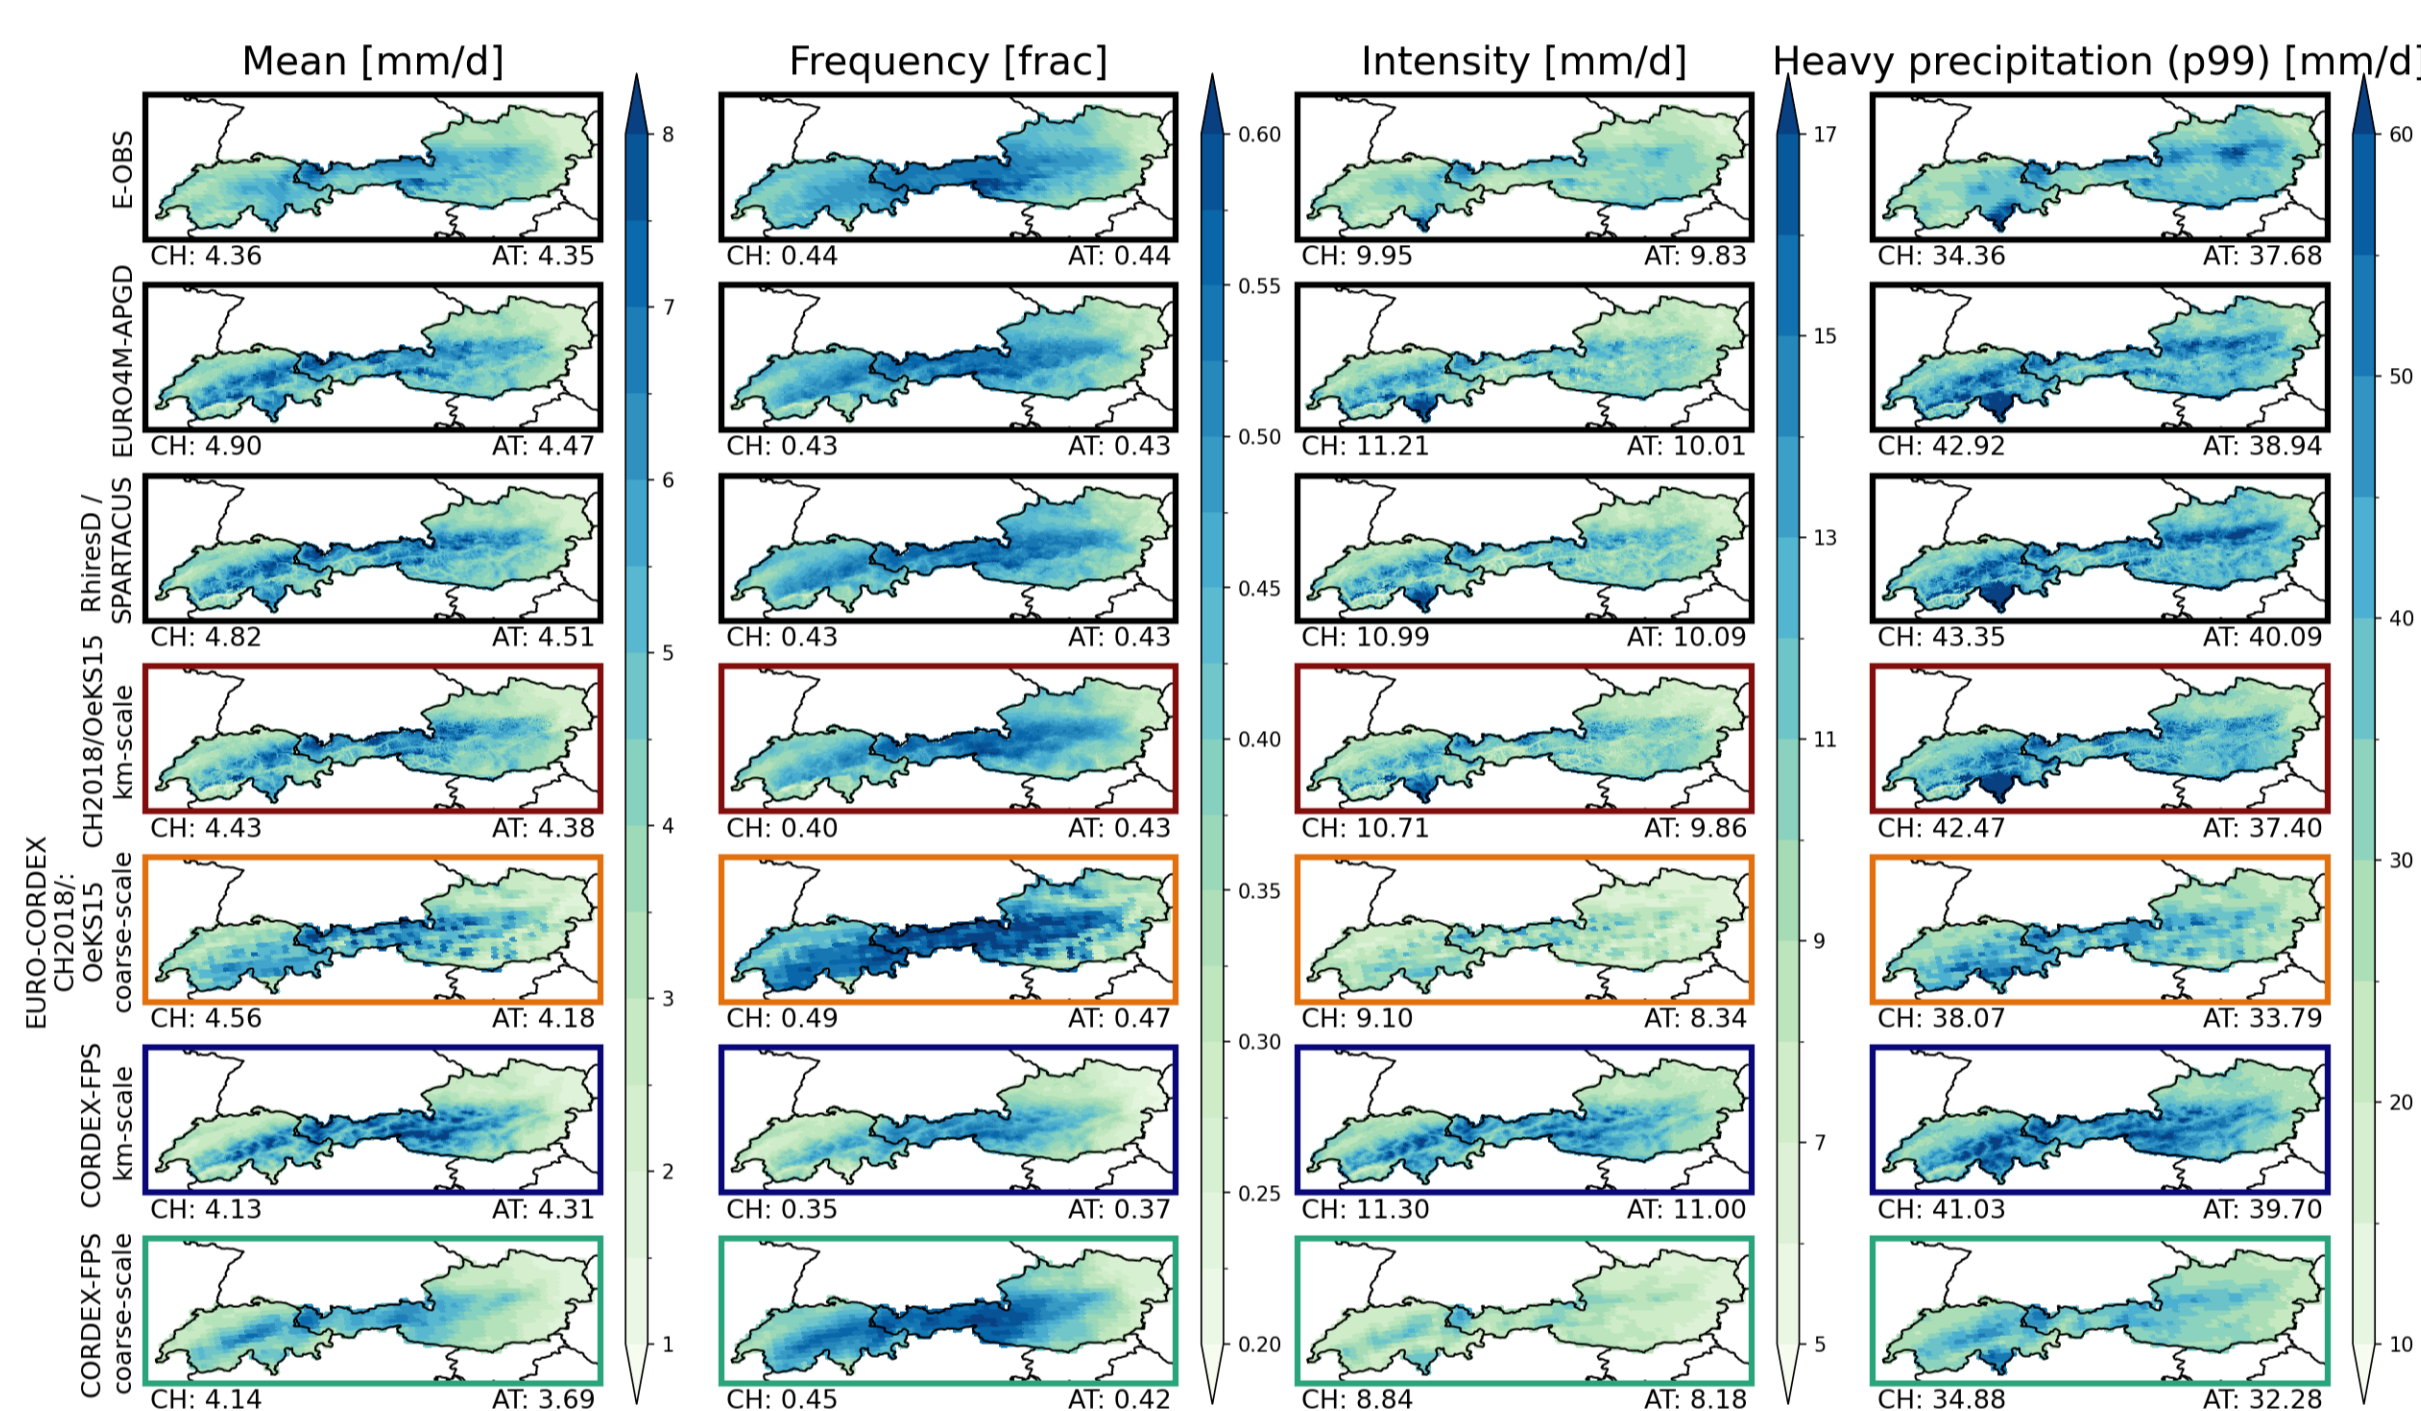 Mean [mm/d]
Frequency [frac]
Intensity [mm/d]
Heavy precipitation (p99) [mm/d]
E-OBS
CH: 4.36
AT: 4.35
CH: 0.44
AT: 0.44
CH: 9.95
AT: 9.83
CH: 34.36
AT: 37.68
EURO4M-APGD
CH: 4.90
AT: 4.47
CH: 0.43
AT: 0.43
CH: 11.21
AT: 10.01
CH: 42.92
AT: 38.94
RhiresD /
SPARTACUS
CH: 4.82
AT: 4.51
CH: 0.43
AT: 0.43
CH: 10.99
AT: 10.09
CH: 43.35
AT: 40.09
CH2018/OeKS15
km-scale
CH: 4.43
AT: 4.38
CH: 0.40
AT: 0.43
CH: 10.71
AT: 9.86
CH: 42.47
AT: 37.40
EURO-CORDEX
CH2018/:
OeKS15
coarse-scale
CH: 4.56
AT: 4.18
CH: 0.49
AT: 0.47
CH: 9.10
AT: 8.34
CH: 38.07
AT: 33.79
CORDEX-FPS
km-scale
CH: 4.13
AT: 4.31
CH: 0.35
AT: 0.37
CH: 11.30
AT: 11.00
CH: 41.03
AT: 39.70
CORDEX-FPS
coarse-scale
CH: 4.14
AT: 3.69
CH: 0.45
AT: 0.42
CH: 8.84
AT: 8.18
CH: 34.88
AT: 32.28
8
7
6
5
4
3
2
1
0.60
0.55
0.50
0.45
0.40
0.35
0.30
0.25
0.20
17
15
13
11
9
7
5
60
50
40
30
20
10